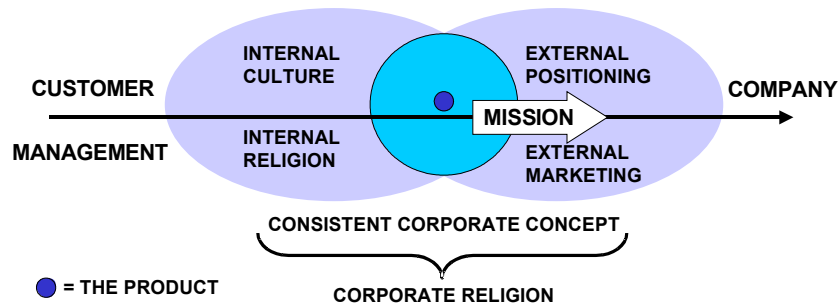 INTERNAL
CULTURE
EXTERNAL
POSITIONING
CUSTOMER
COMPANY
MISSION
MANAGEMENT
INTERNAL
RELIGION
EXTERNAL
MARKETING
CONSISTENT CORPORATE CONCEPT
= THE PRODUCT
CORPORATE RELIGION